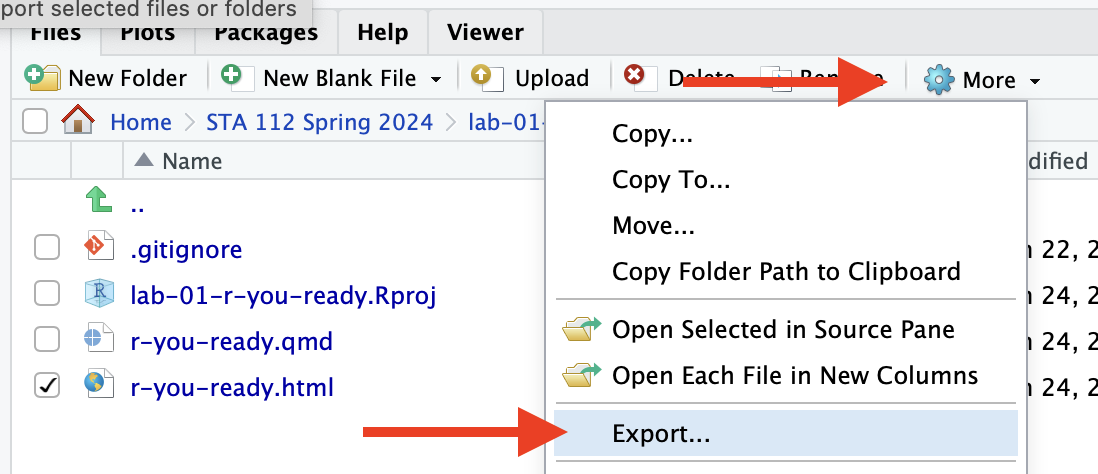 port selected files or folders
Files Plots Packages Help Viewer
New Folder New Blank File Upload Delete More
Home STA 112 Spring 2024 lab-01-
Name
dified
Copy...
Copy To...
Move...
Copy Folder Path to Clipboard
Open Selected in Source Pane
Open Each File in New Columns
Export...
..
.gitignore
22, 2
lab-01-r-you-ready.Rproj
24, 2
r-you-ready.qmd
24, 2
r-you-ready.html
24, 2